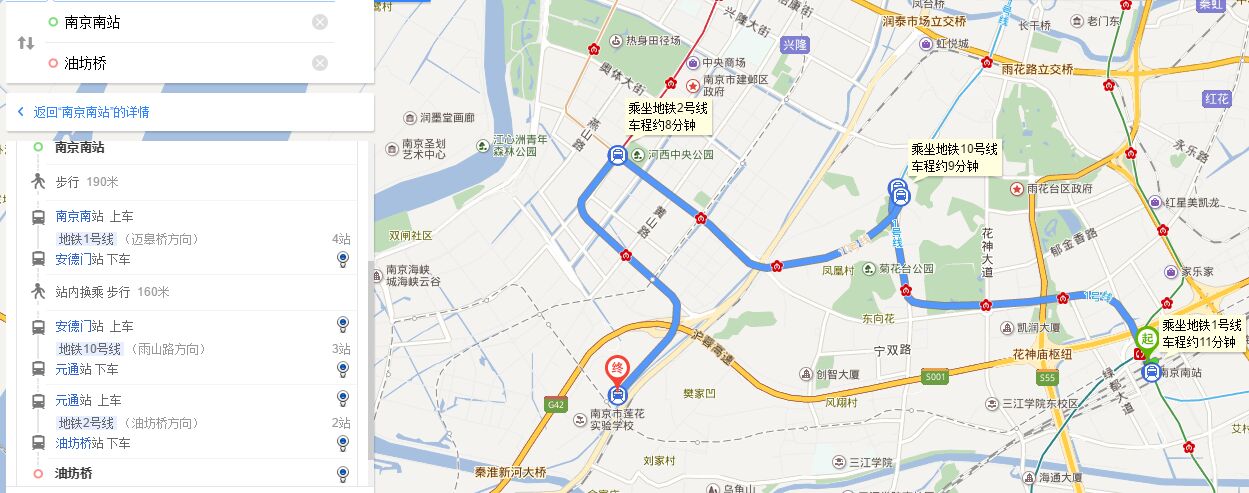 南京南站
油坊桥
返回"南京南站"的详情
南京南站
步行 190米
南京南站 上车
地铁1号线 （迈皋桥方向） 4站
安德门站 下车
站内换乘 步行 160米
安德门站 上车
地铁10号线 （雨山路方向） 3站
元通站 下车
元通站 上车
地铁2号线 （油坊桥方向） 2站
油坊桥站 下车
油坊桥
兴隆大街
凤台桥
老门东
秦虹
润泰市场立交桥
长干桥
热身田径场
兴隆
虹悦城
中央商场
雨花路立交桥
奥体大街
南京市建邺区
政府
红花
乘坐地铁2号线
车程约8分钟
润墨堂画廊
燕山路
江心洲青年
森林公园
南京圣划
艺术中心
河西中央公园
乘坐地铁10号线
车程约9分钟
永乐路
雨花台区政府
红星美凯龙
黄山路
双闸社区
1号线
花神大道
郁金香路
南京海峡
城海峡云谷
凤凰村
菊花台公园
家乐家
1号线
东向花
乘坐地铁1号线
车程约11分钟
起
沪蓉高速
凯润大厦
宁双路
花神庙枢纽
终
创智大厦
S001
S55
南京南站
绿都大道
樊家凹
G42
凤翔村
三江学院东校区
南京市莲花
实验学校
艾村
刘家村
三江学院
秦淮新河大桥
海通大厦
乌龟山